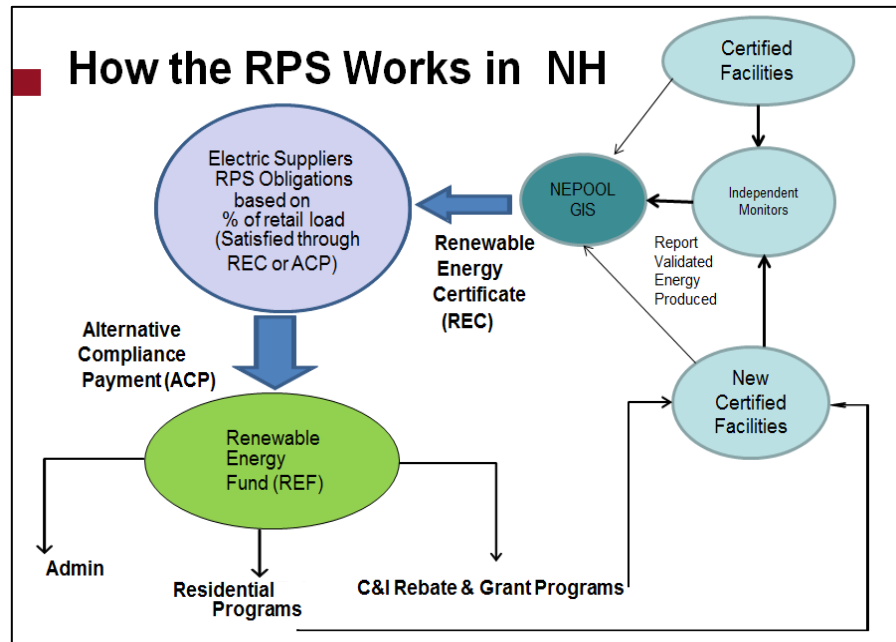 How the RPS Works in NH
Certified
Facilities
Electric Suppliers
RPS Obligations
based on
% of retail load
(Satisfied through
REC or ACP)
NEPOOL
GIS
Independent
Monitors
Renewable
Energy
Certificate
(REC)
Report
Validated
Energy
Produced
Alternative
Compliance
Payment (ACP)
New
Certified
Facilities
Renewable
Energy
Fund (REF)
Admin
Residential
Programs
C&I Rebate & Grant Programs